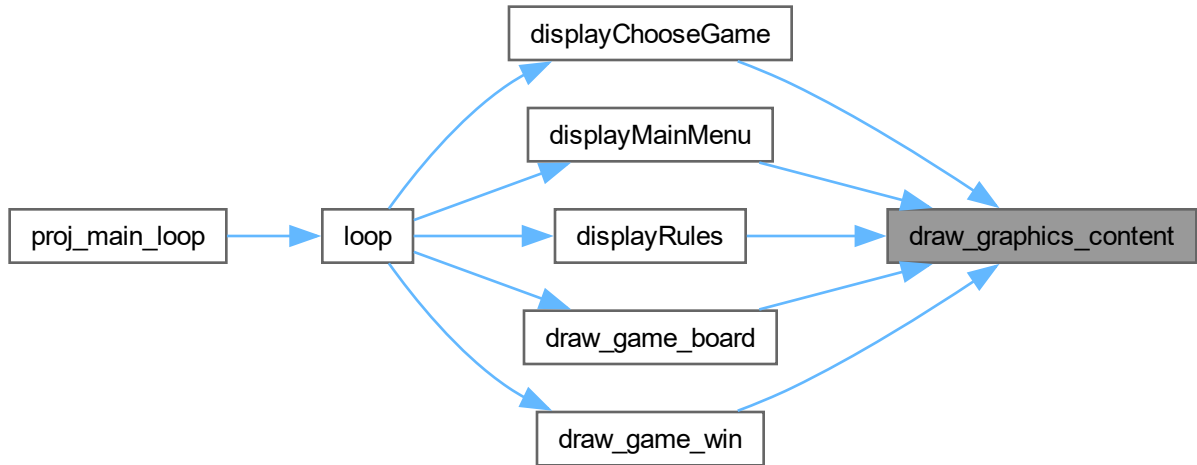 displayChooseGame
displayMainMenu
proj_main_loop
loop
displayRules
draw_graphics_content
draw_game_board
draw_game_win